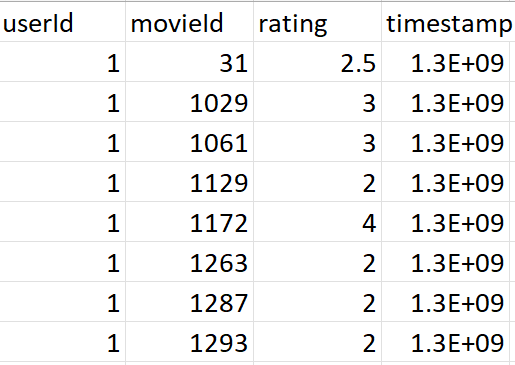 userId movieId rating timestamp
1 31 2.5 1.3E+09
1 1029 3 1.3E+09
1 1061 3 1.3E+09
1 1129 2 1.3E+09
1 1172 4 1.3E+09
1 1263 2 1.3E+09
1 1287 2 1.3E+09
1 1293 2 1.3E+09